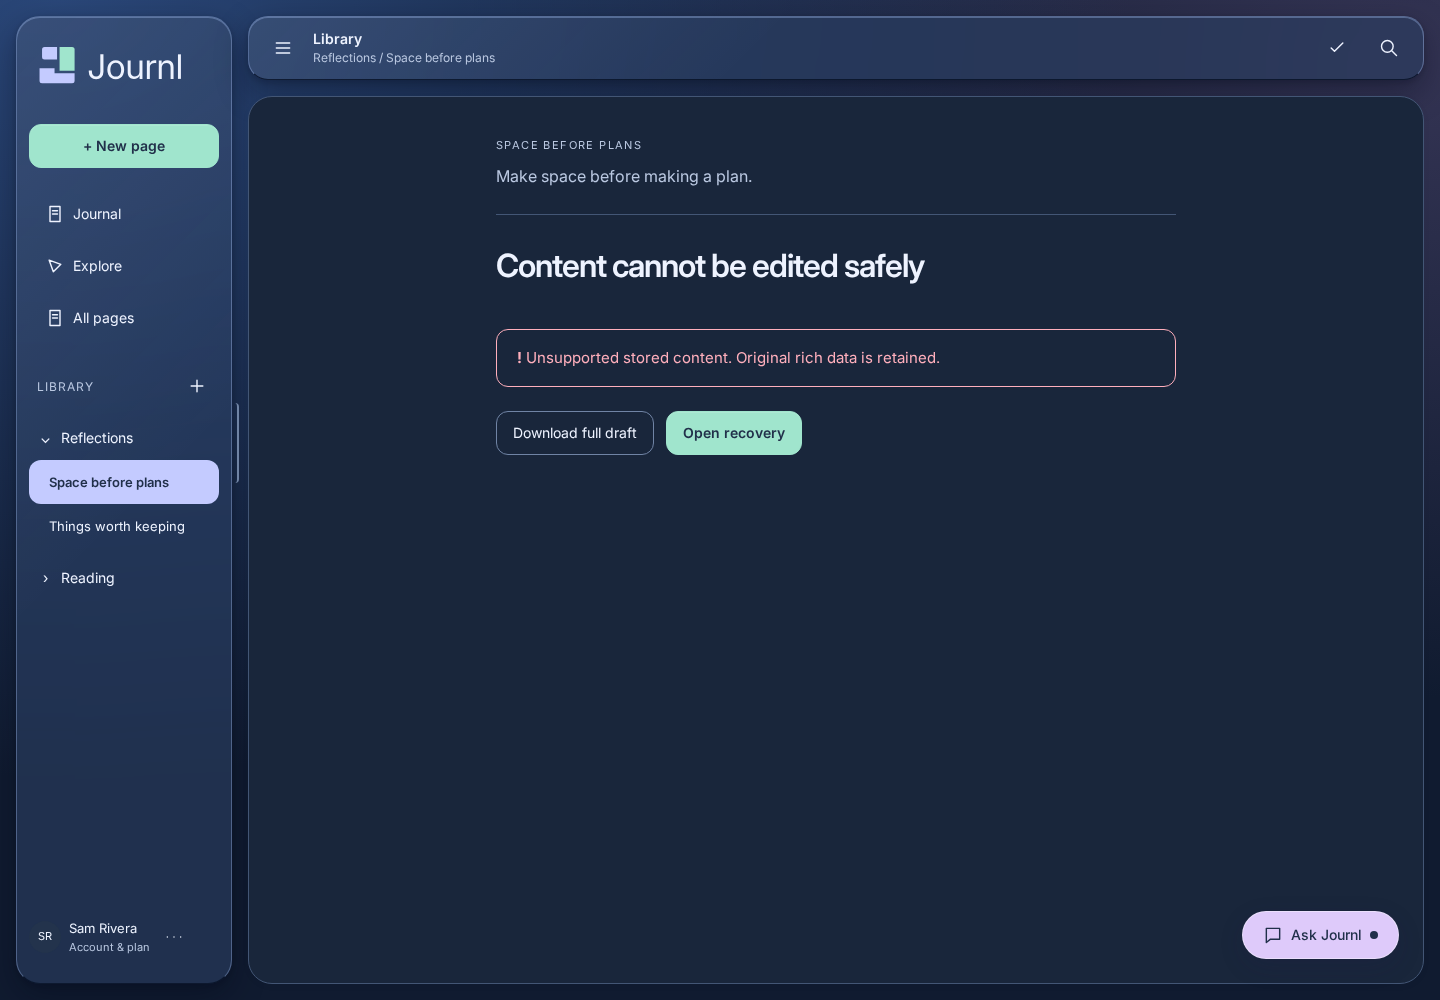 Journl
+ New page
Journal
Explore
All pages
LIBRARY
Reflections
Space before plans
Things worth keeping
Reading
SR
Sam Rivera
Account & plan
...
Library
Reflections / Space before plans
SPACE BEFORE PLANS
Make space before making a plan.
Content cannot be edited safely
! Unsupported stored content. Original rich data is retained.
Download full draft
Open recovery
Ask Journl